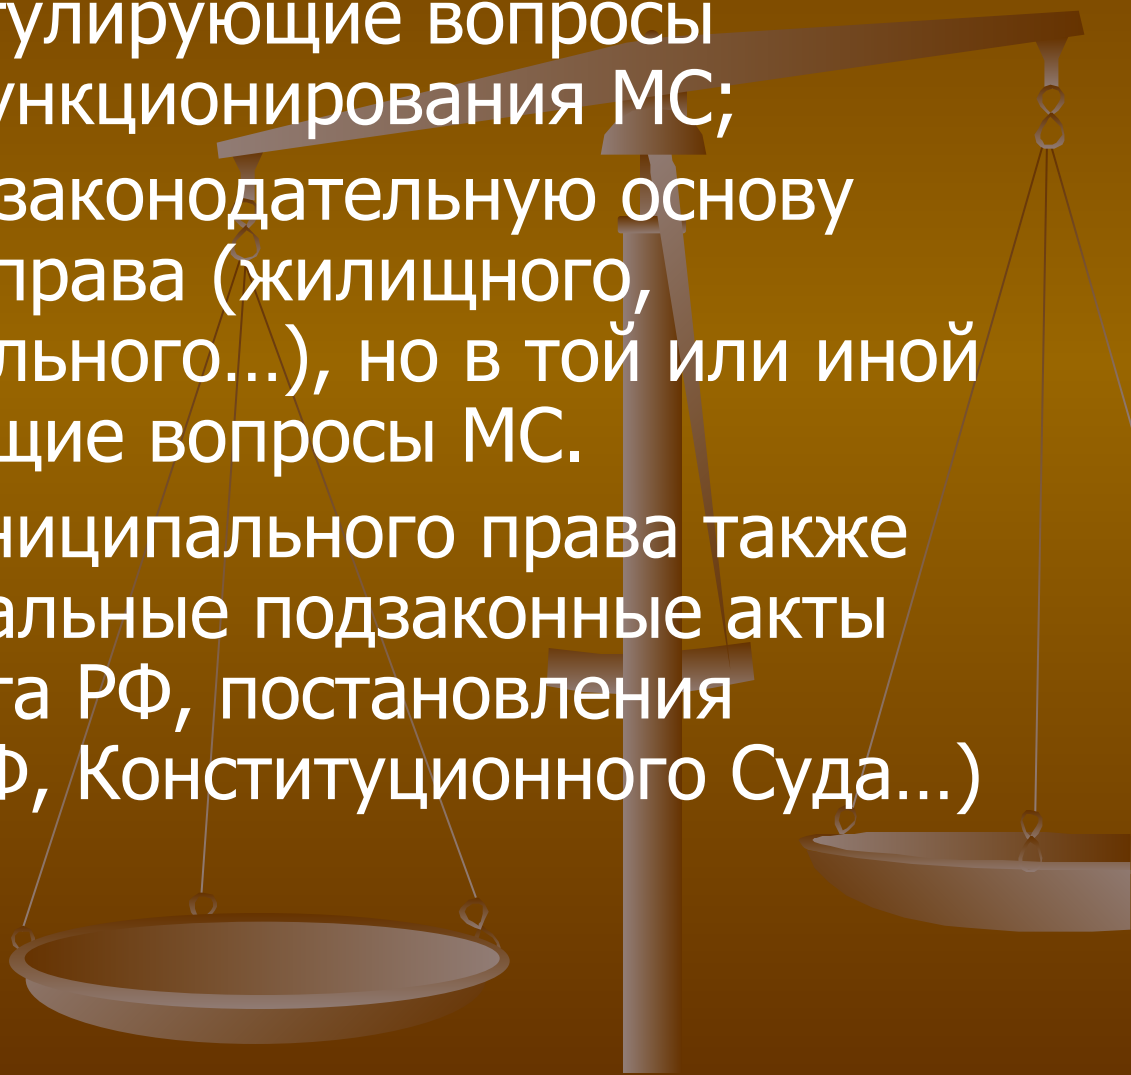 гулирующие вопросы
ункционирования МС;
законодательную основу
права (жилищного,
льного…), но в той или иной
щие вопросы МС.
ниципального права также
альные подзаконные акты
та РФ, постановления
Ф, Конституционного Суда…)